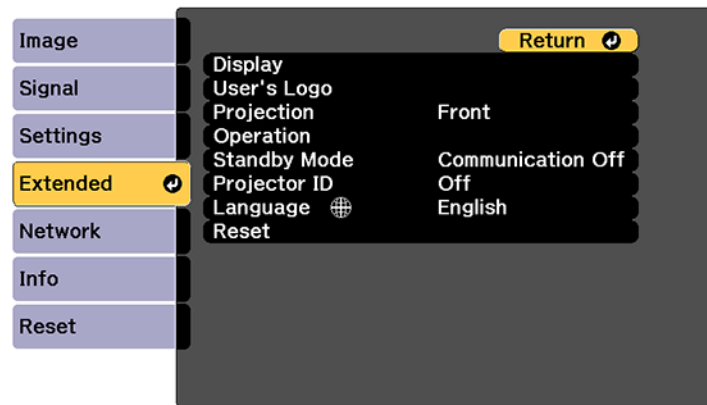 Image
Signal
Settings
Extended
Network
Info
Reset
Return
Display
User's Logo
Projection Front
Operation
Standby Mode Communication Off
Projector ID Off
Language English
Reset